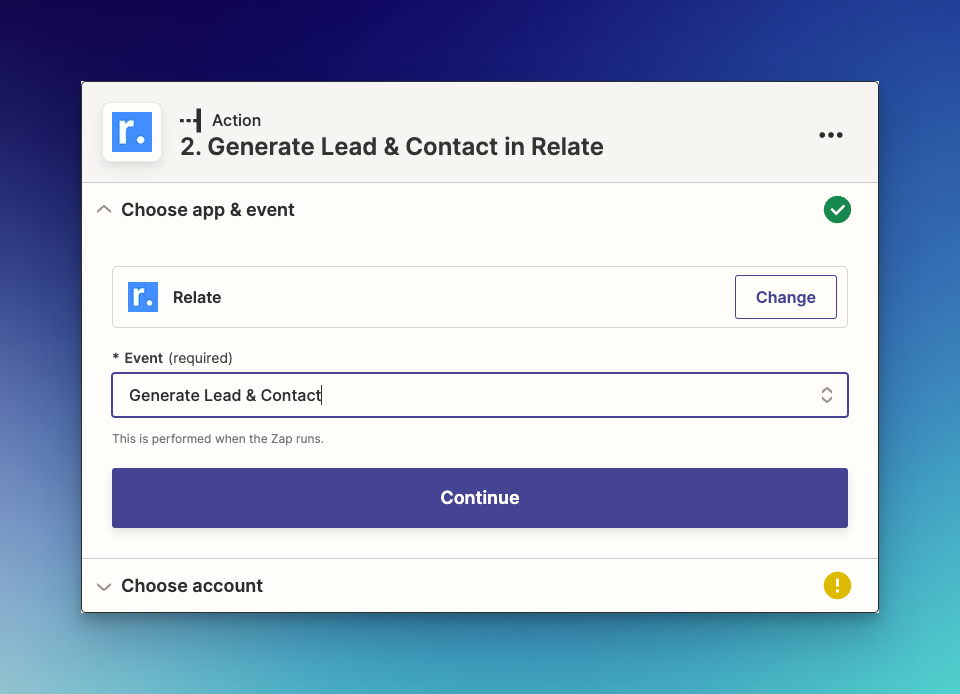 r.
Action
2. Generate Lead & Contact in Relate
Choose app & event
r.
Relate
Change
* Event (required)
Generate Lead & Contact
This is performed when the Zap runs.
Continue
Choose account